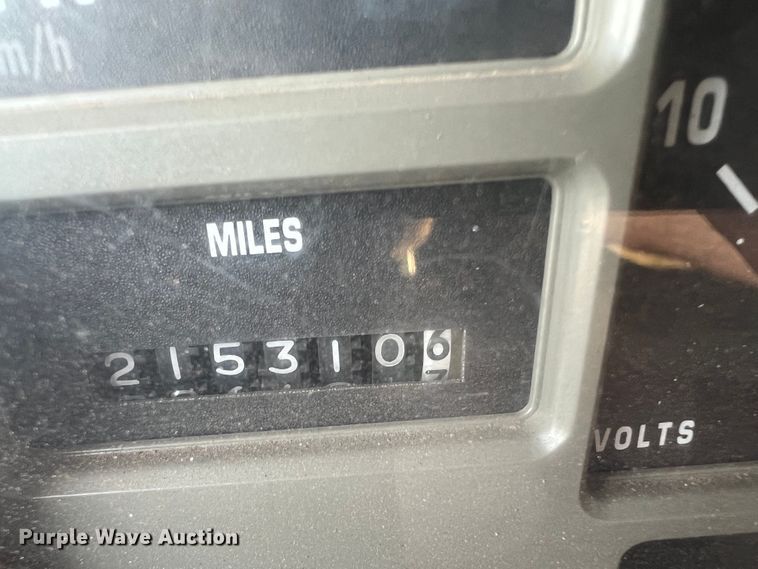 m/h
10
MILES
2153106
VOLTS
Purple Wave Auction